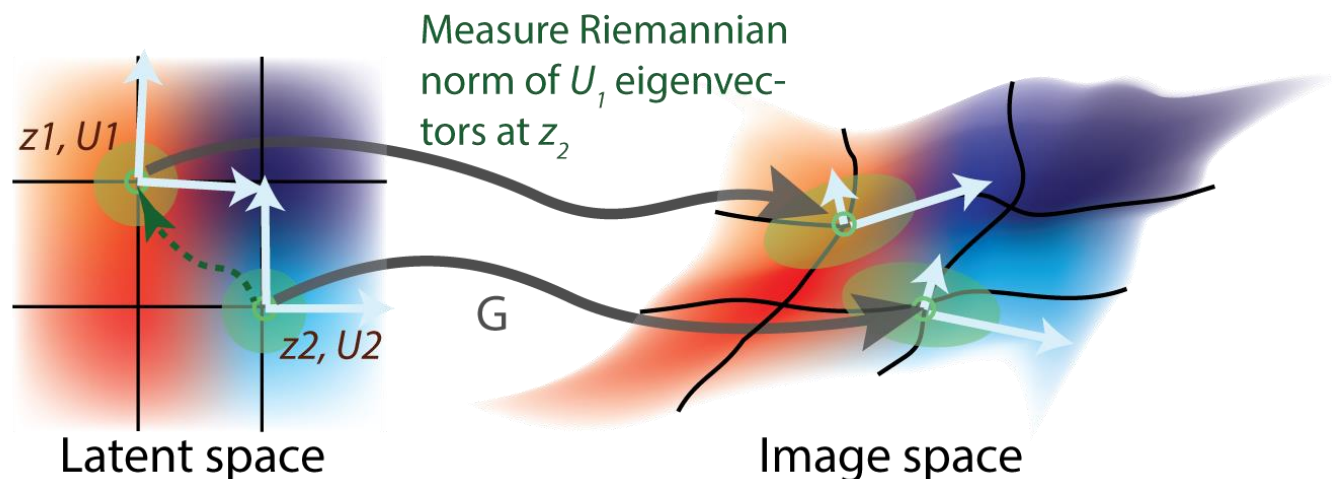 Measure Riemannian
norm of U1 eigenvec-
tors at z2
z1, U1
G
z2, U2
Latent space
Image space